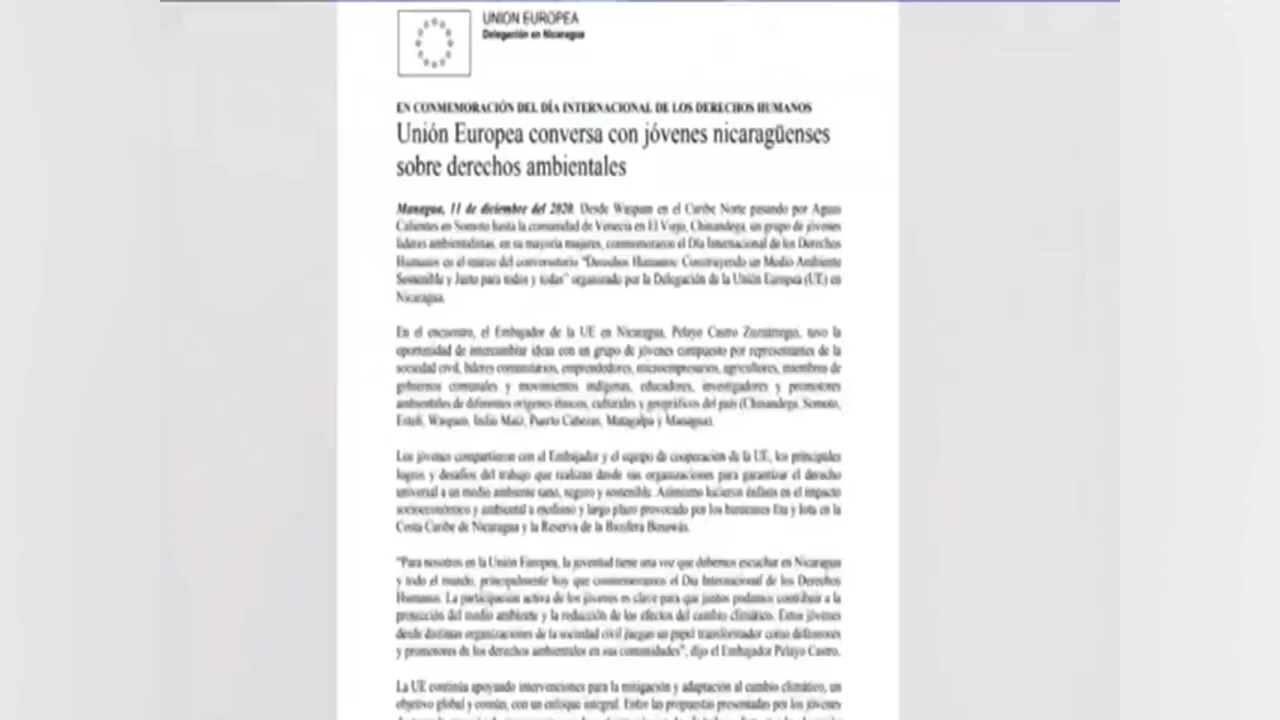 UNION EUROPEA
Delegación en Nicaragua
EN CONMEMORACIÓN DEL DÍA INTERNACIONAL DE LOS DERECHOS HUMANOS
Unión Europea conversa con jóvenes nicaragüenses
sobre derechos ambientales
Managua, 11 de diciembre del 2020. Desde Waspam en el Caribe Norte pasando por Aguas
Calientes en Somoto hasta la comunidad de Venecia en El Viejo, Chinandega, un grupo de jóvenes
líderes ambientalistas, en su mayoría mujeres, conmemoraron el Día Internacional de los Derechos
Humanos en el marco del conversatorio "Derechos Humanos: Construyendo un Medio Ambiente
Sostenible y Justo para todos y todas" organizado por la Delegación de la Unión Europea (UE) en
Nicaragua.
En el encuentro, el Embajador de la UE en Nicaragua, Pelayo Castro Zuzuárregui, tuvo la
oportunidad de intercambiar ideas con un grupo de jóvenes compuesto por representantes de la
sociedad civil, líderes comunitarios, emprendedores, microempresarios, agricultores, miembros de
gobiernos comunales y movimientos indígenas, educadores, investigadores y promotores
ambientales de diferentes orígenes étnicos, culturales y geográficos del país (Chinandega, Somoto,
Estelí, Waspam, Indio Maíz, Puerto Cabezas, Matagalpa y Managua).
Los jóvenes compartieron con el Embajador y el equipo de cooperación de la UE, los principales
logros y desafíos del trabajo que realizan desde sus organizaciones para garantizar el derecho
universal a un medio ambiente sano, seguro y sostenible. Asimismo hicieron énfasis en el impacto
socioeconómico y ambiental a mediano y largo plazo provocado por los huracanes Eta y Iota en la
Costa Caribe de Nicaragua y la Reserva de la Biosfera Bosawás.
"Para nosotros en la Unión Europea, la juventud tiene una voz que debemos escuchar en Nicaragua
y todo el mundo, principalmente hoy que conmemoramos el Día Internacional de los Derechos
Humanos. La participación activa de los jóvenes es clave para que juntos podamos contribuir a la
protección del medio ambiente y la reducción de los efectos del cambio climático. Estos jóvenes
desde distintas organizaciones de la sociedad civil juegan un papel transformador como defensores
y promotores de los derechos ambientales en sus comunidades", dijo el Embajador Pelayo Castro.
La UE continúa apoyando intervenciones para la mitigación y adaptación al cambio climático, un
objetivo global y común, con un enfoque integral. Entre las propuestas presentadas por los jóvenes